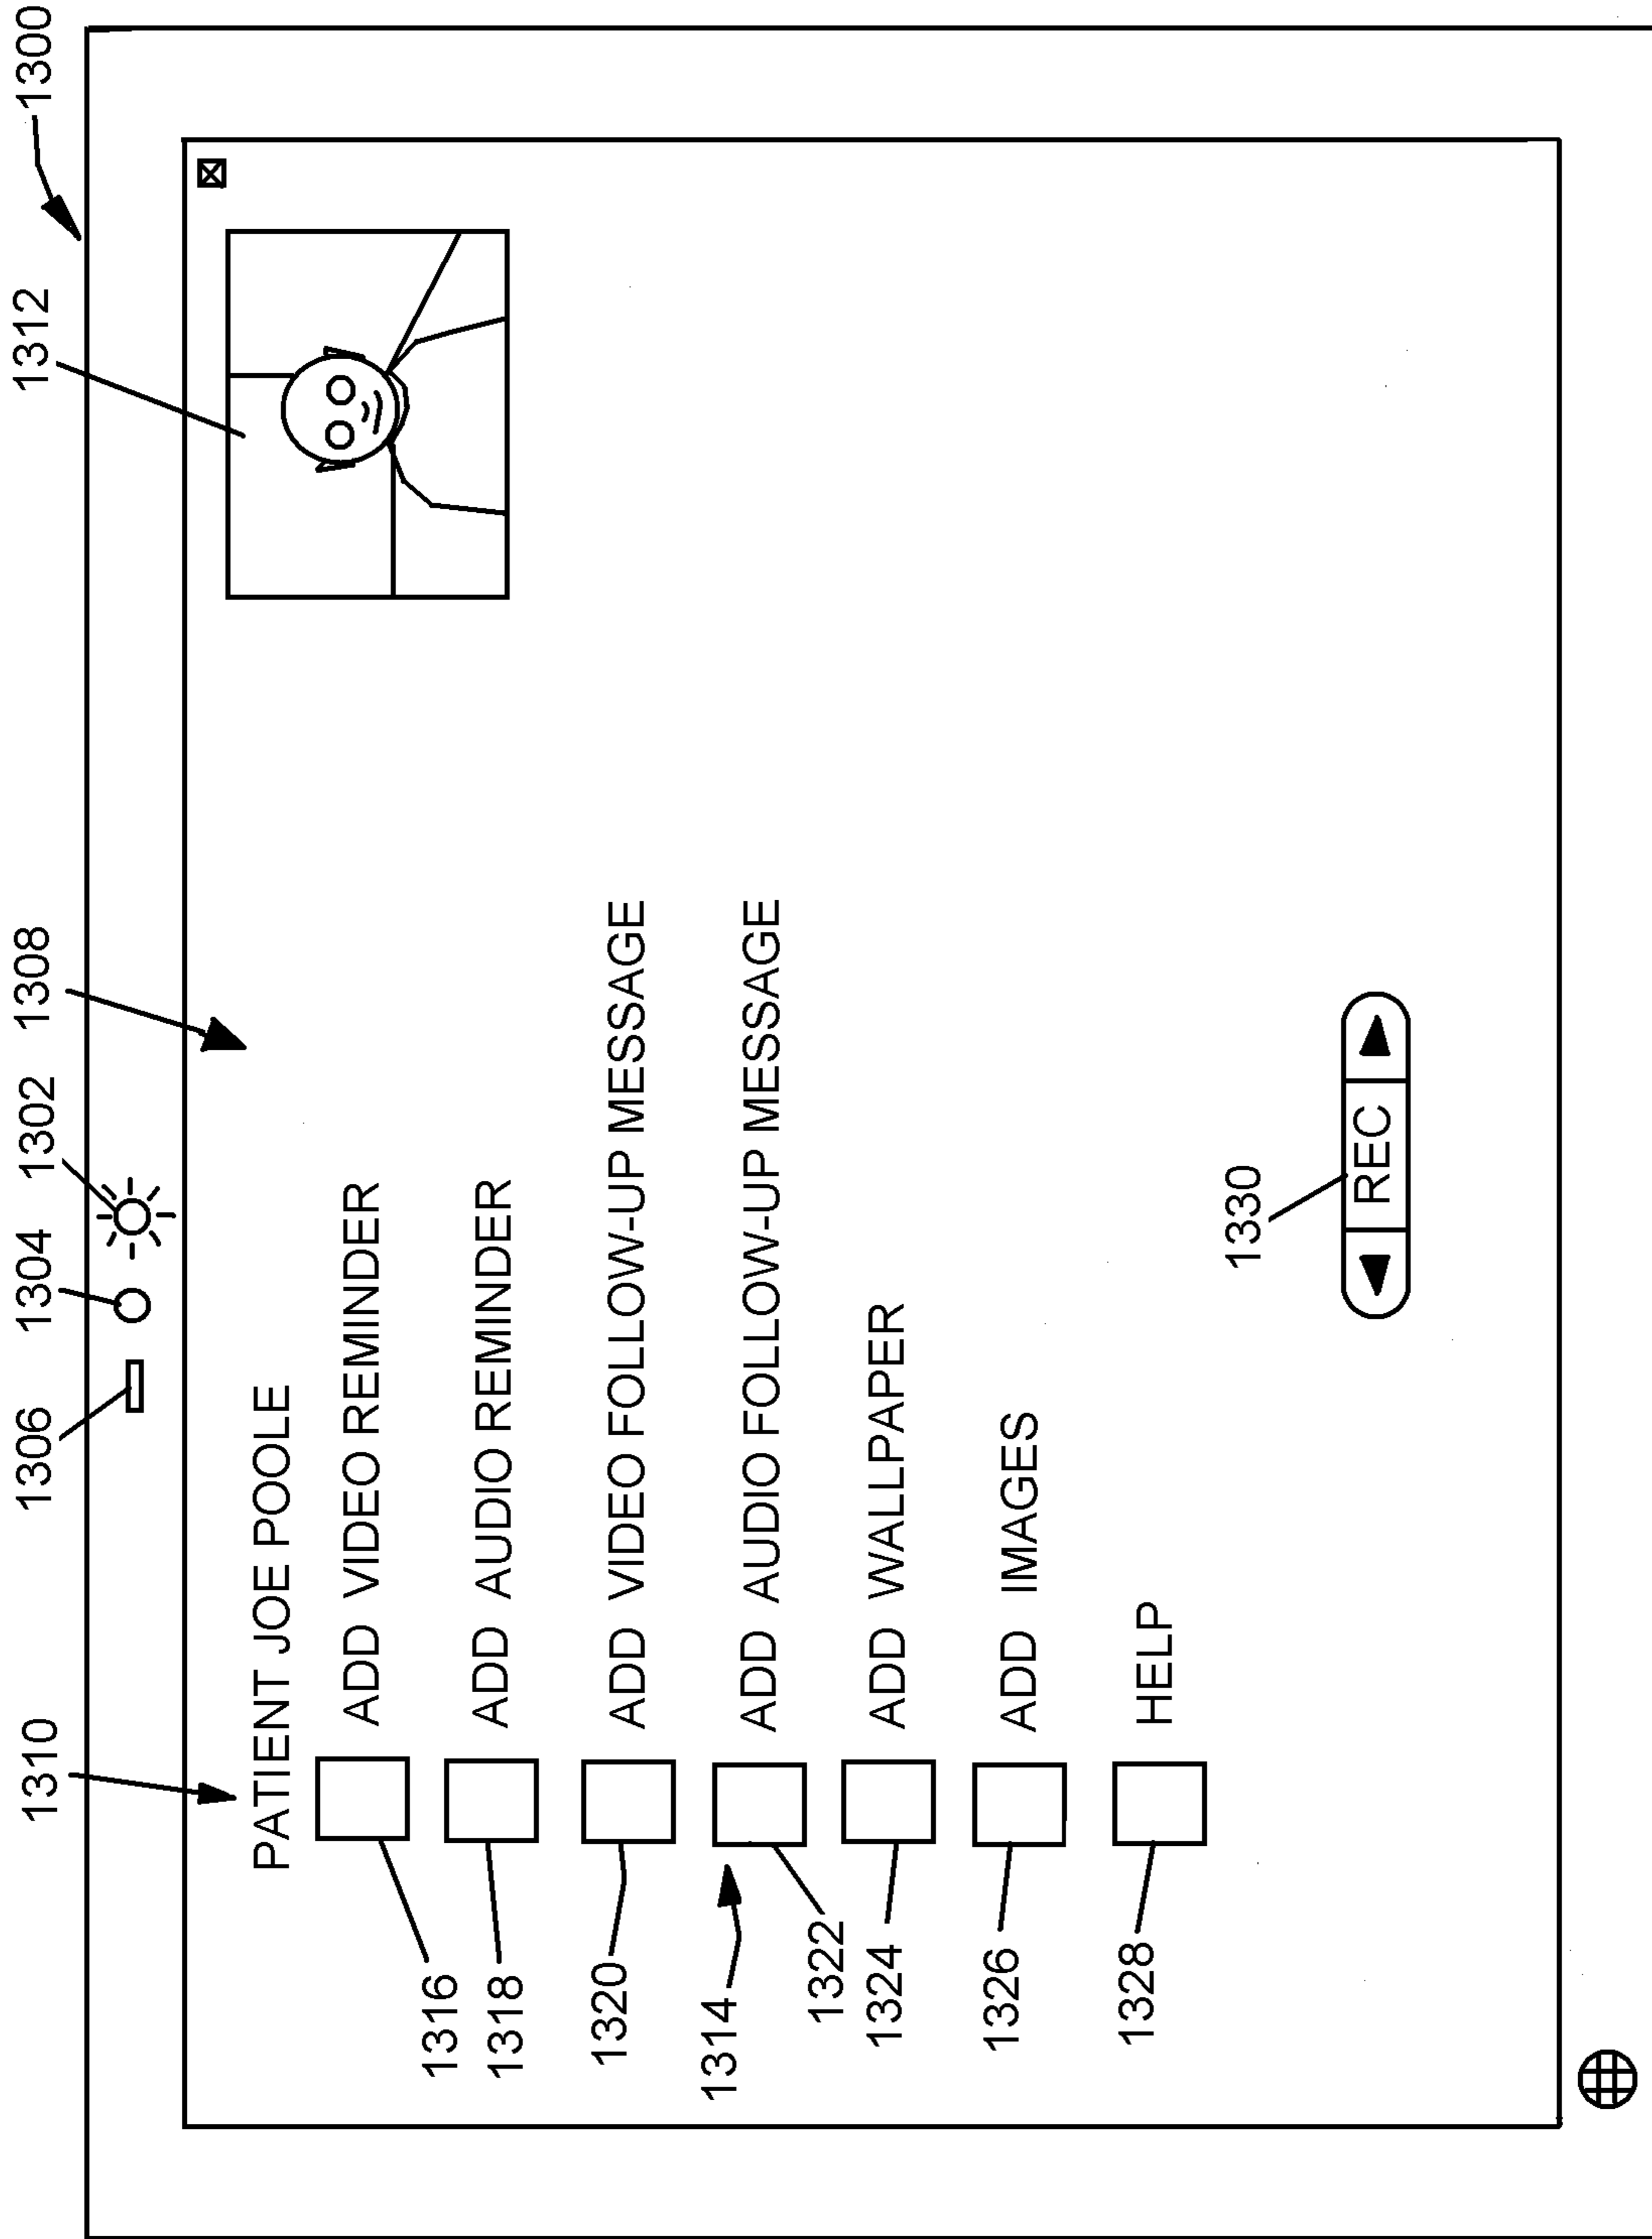 1306 1304 1302 1308 1312 1300
1310
PATIENT JOE POOLE
1316 ADD VIDEO REMINDER
1318 ADD AUDIO REMINDER
1320 ADD VIDEO FOLLOW-UP MESSAGE
1314
1322 ADD AUDIO FOLLOW-UP MESSAGE
1324 ADD WALLPAPER
1326 ADD IMAGES
1328 HELP
1330
REC